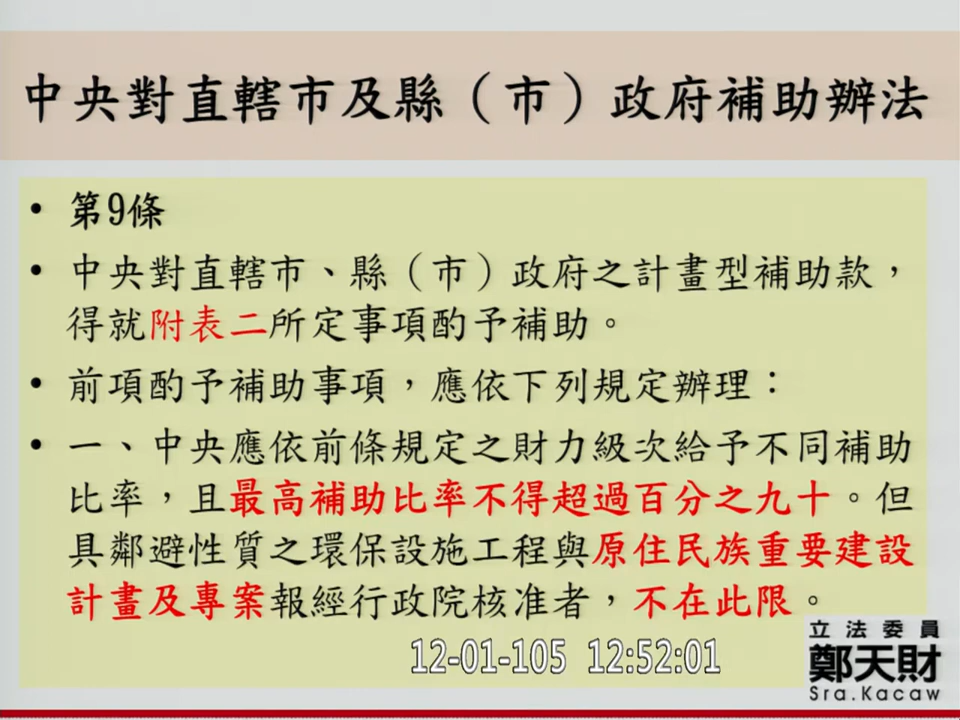 中央對直轄市及縣（市）政府補助辦法
• 第9條
• 中央對直轄市、縣（市）政府之計畫型補助款，
得就附表二所定事項酌予補助。
• 前項酌予補助事項，應依下列規定辦理：
• 一、中央應依前條規定之財力級次給予不同補助
比率，且最高補助比率不得超過百分之九十。但
具鄰避性質之環保設施工程與原住民族重要建設
計畫及專案報經行政院核准者，不在此限。
12-01-105 12:52:01
立法委員
鄭天財
Sra.Kacaw